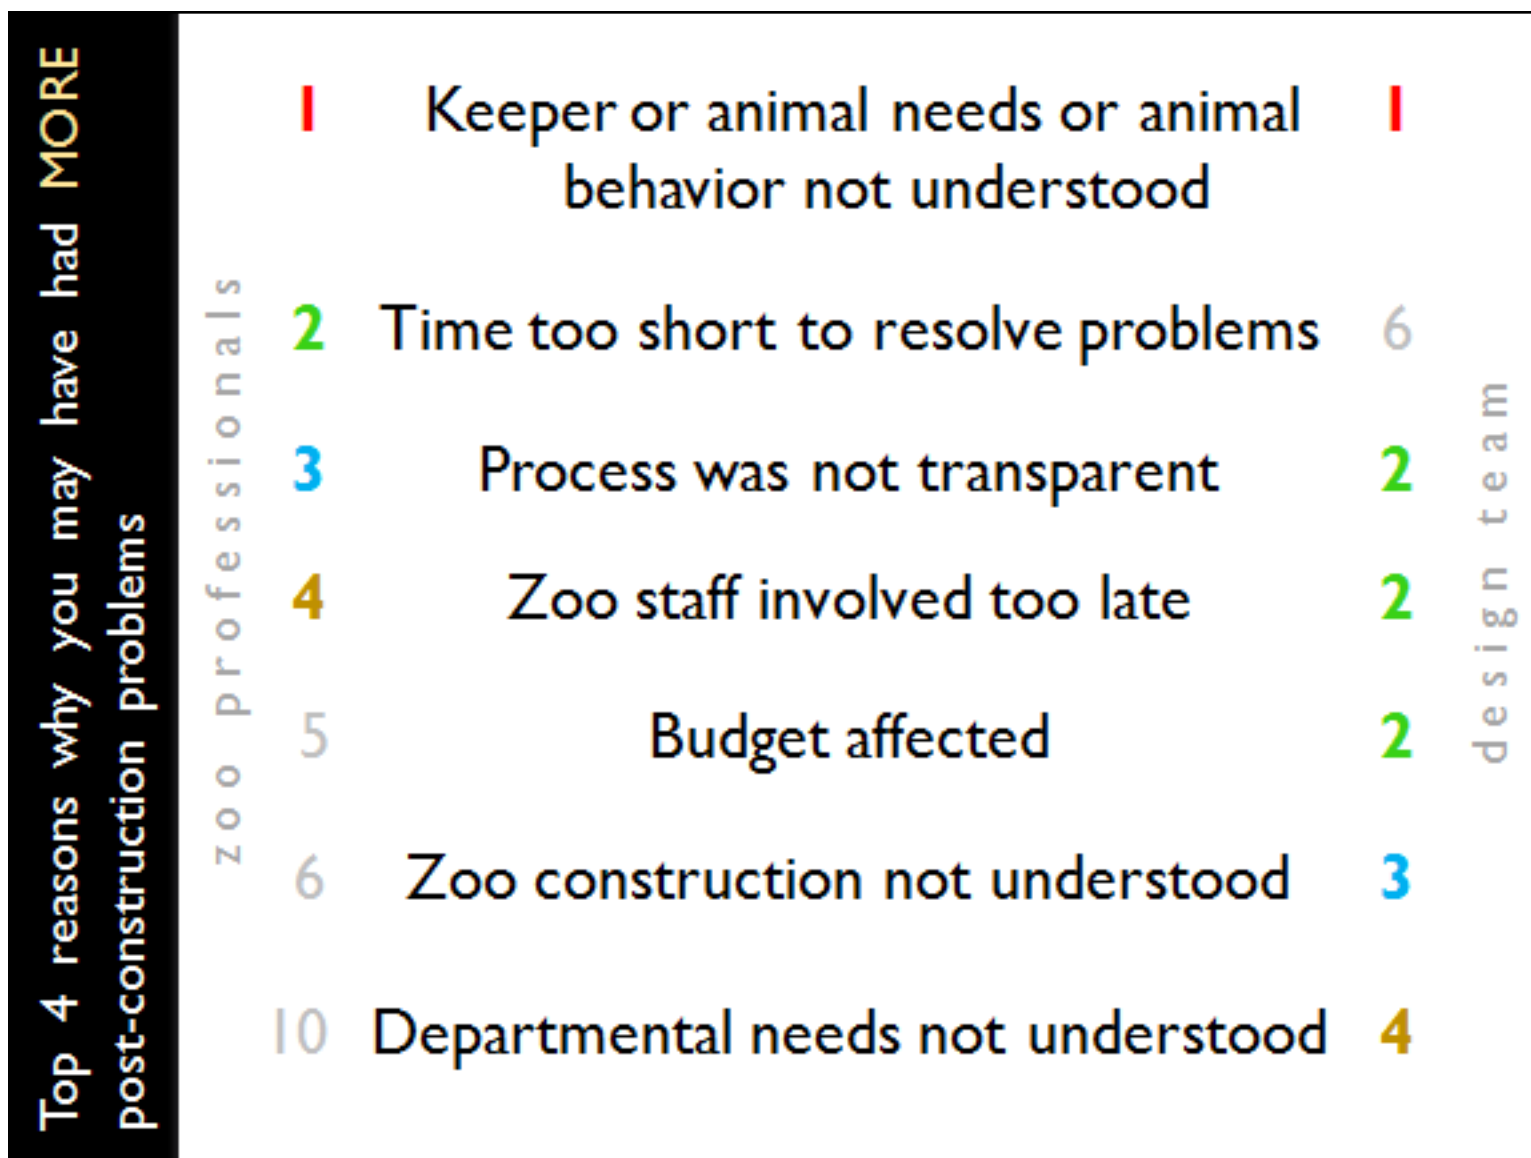 Top 4 reasons why you may have had MORE
post-construction problems
zoo professionals
1 Keeper or animal needs or animal 1
behavior not understood
2 Time too short to resolve problems 6
3 Process was not transparent 2
4 Zoo staff involved too late 2
5 Budget affected 2
6 Zoo construction not understood 3
10 Departmental needs not understood 4
design team